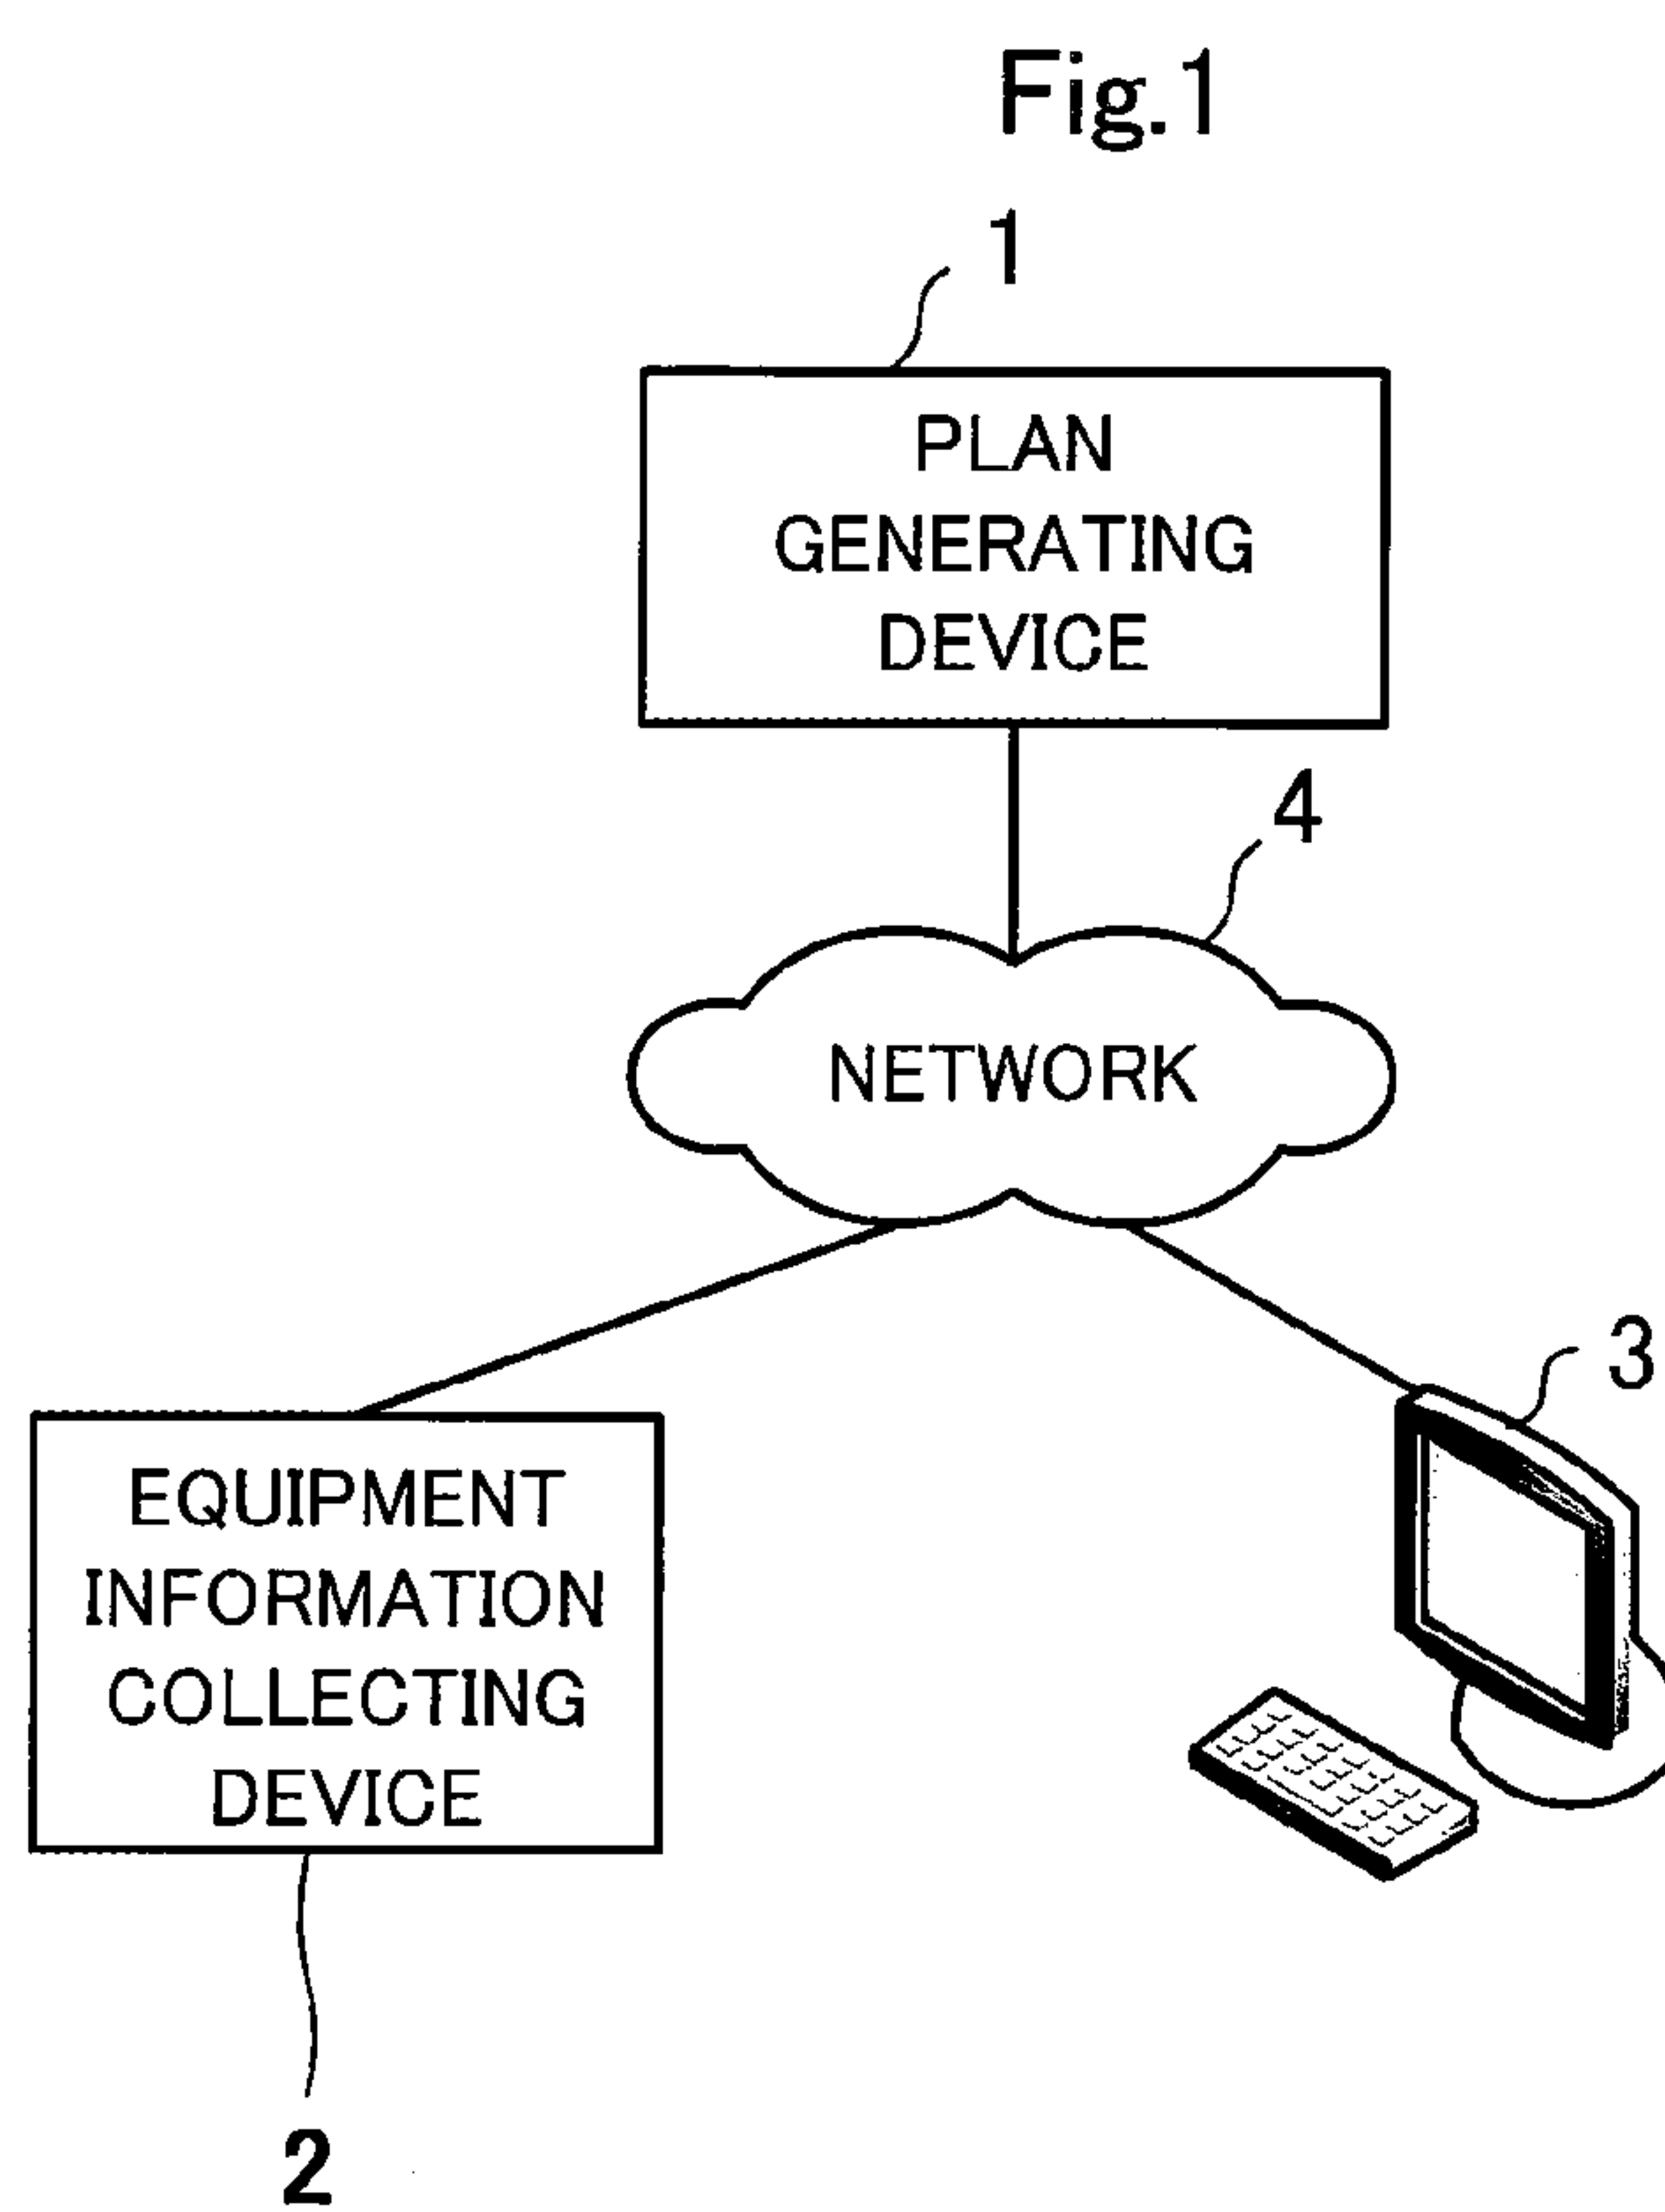 Fig.1
1
PLAN
GENERATING
DEVICE
4
NETWORK
3
EQUIPMENT
INFORMATION
COLLECTING
DEVICE
2